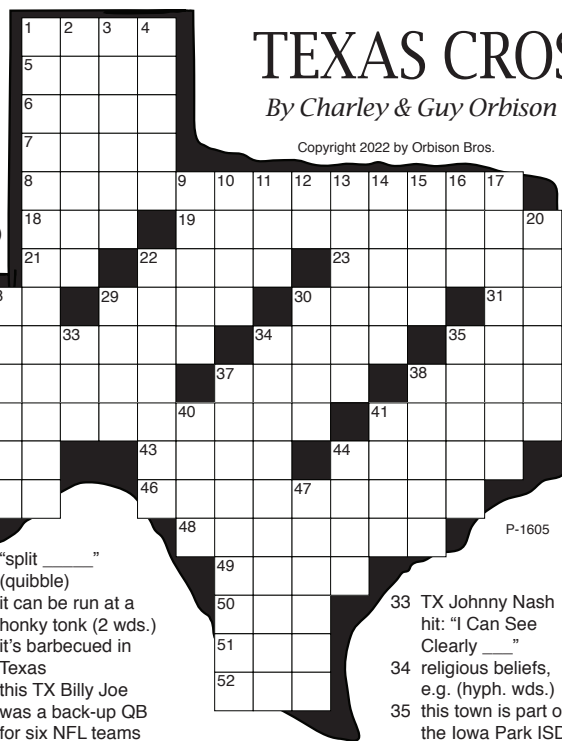 TEXAS CROS
By Charley & Guy Orbison
Copyright 2022 by Orbison Bros.
1 2 3 4
5
6
7
8 9 10 11 12 13 14 15 16 17
18 19 20
21 22 23
29 30 31
33 34 35
37 38
40 41
43 44
46 47
48
49
50
51
52
P-1605
"split _____"
(quibble)
it can be run at a
honky tonk (2 wds.)
it's barbecued in
Texas
this TX Billy Joe
was a back-up QB
for six NFL teams
33 TX Johnny Nash
hit: "I Can See
Clearly ___"
34 religious beliefs,
e.g. (hyph. wds.)
35 this town is part o
the Iowa Park ISD